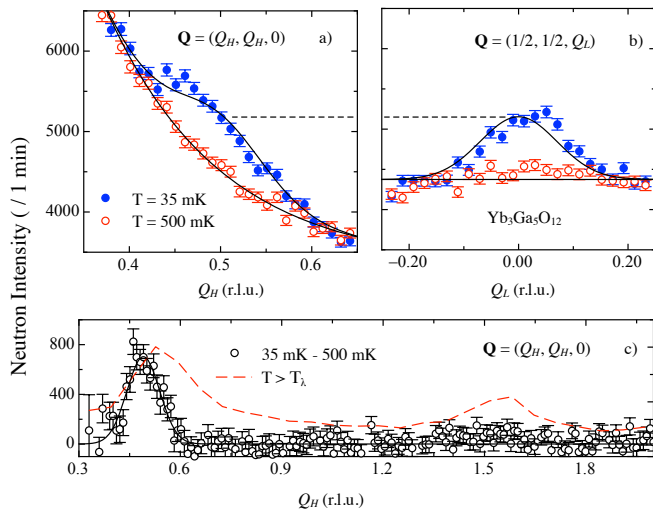 Neutron Intensity ( / 1 min)
6000
5000
4000
Q = (Q_H, Q_H, 0)
a)
T = 35 mK
T = 500 mK
0.4
0.5
0.6
Q_H (r.l.u.)
Q = (1/2, 1/2, Q_L)
b)
Yb₃Ga₅O₁₂
−0.20
0.00
0.20
Q_L (r.l.u.)
800
400
0
35 mK - 500 mK
T > T_λ
Q = (Q_H, Q_H, 0)
c)
0.3
0.6
0.9
1.2
1.5
1.8
Q_H (r.l.u.)